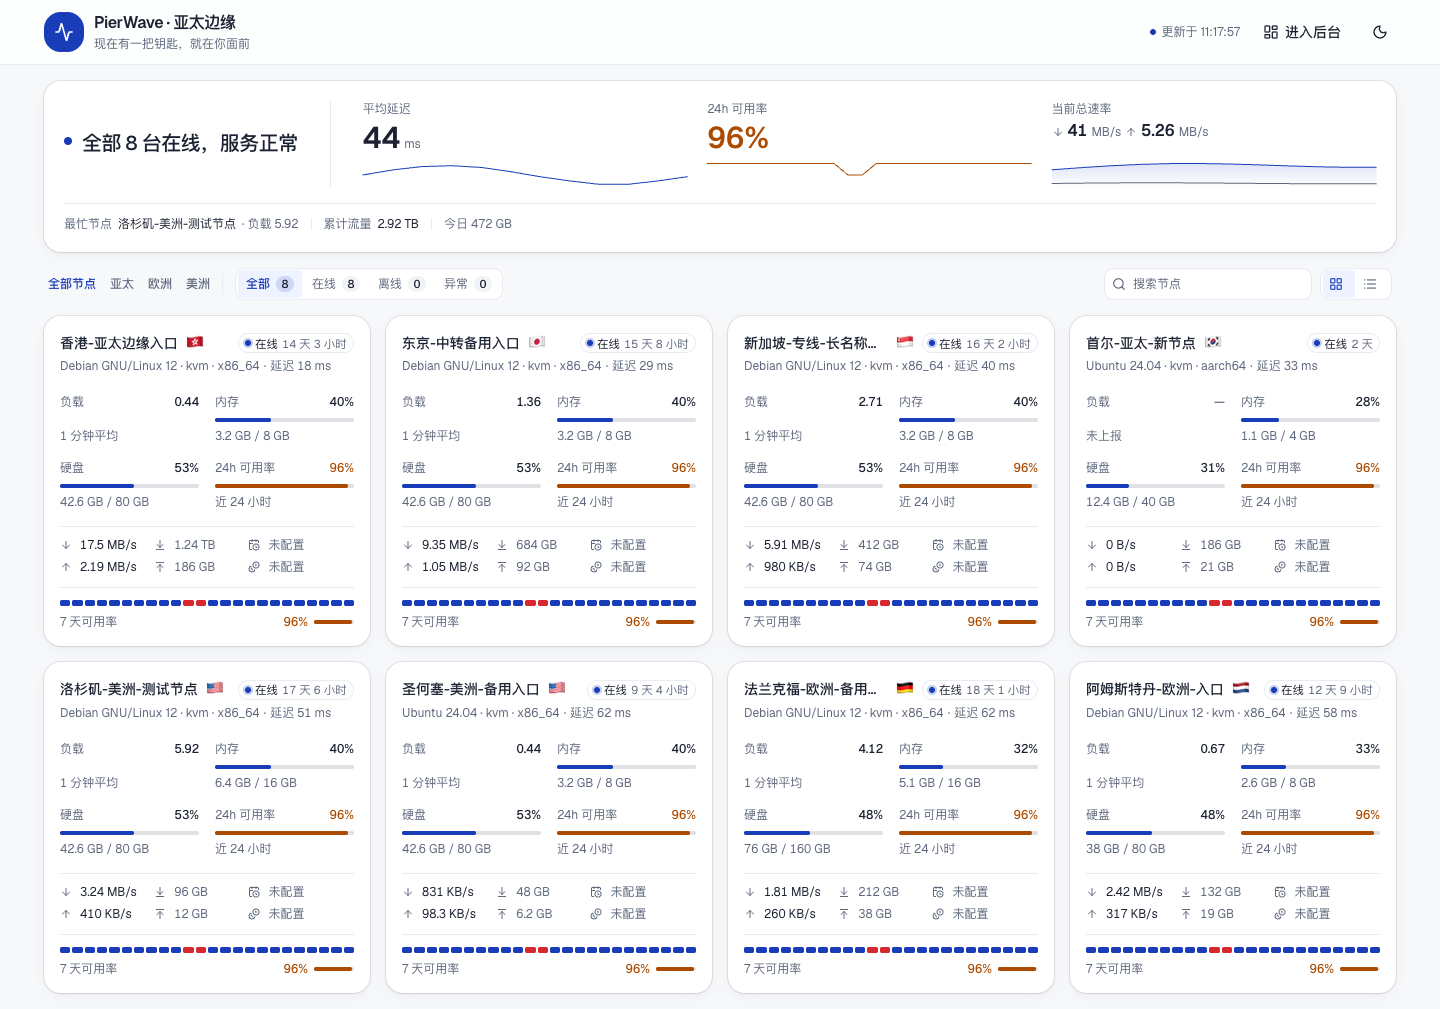 PierWave · 亚太边缘
现在有一把钥匙，就在你面前
更新于 11:17:57
进入后台
全部 8 台在线，服务正常
平均延迟
44 ms
24h 可用率
96%
当前总速率
↓ 41 MB/s ↑ 5.26 MB/s
最忙节点 洛杉矶-美洲-测试节点 · 负载 5.92
累计流量 2.92 TB
今日 472 GB
全部节点 亚太 欧洲 美洲
全部 8 在线 8 离线 0 异常 0
搜索节点
香港-亚太边缘入口 在线 14 天 3 小时
Debian GNU/Linux 12 · kvm · x86_64 · 延迟 18 ms
负载 0.44 内存 40%
1 分钟平均 3.2 GB / 8 GB
硬盘 53% 24h 可用率 96%
42.6 GB / 80 GB 近 24 小时
↓ 17.5 MB/s 1.24 TB 未配置
↑ 2.19 MB/s 186 GB 未配置
7 天可用率 96%
东京-中转备用入口 在线 15 天 8 小时
Debian GNU/Linux 12 · kvm · x86_64 · 延迟 29 ms
负载 1.36 内存 40%
1 分钟平均 3.2 GB / 8 GB
硬盘 53% 24h 可用率 96%
42.6 GB / 80 GB 近 24 小时
↓ 9.35 MB/s 684 GB 未配置
↑ 1.05 MB/s 92 GB 未配置
7 天可用率 96%
新加坡-专线-长名称... 在线 16 天 2 小时
Debian GNU/Linux 12 · kvm · x86_64 · 延迟 40 ms
负载 2.71 内存 40%
1 分钟平均 3.2 GB / 8 GB
硬盘 53% 24h 可用率 96%
42.6 GB / 80 GB 近 24 小时
↓ 5.91 MB/s 412 GB 未配置
↑ 980 KB/s 74 GB 未配置
7 天可用率 96%
首尔-亚太-新节点 在线 2 天
Ubuntu 24.04 · kvm · aarch64 · 延迟 33 ms
负载 — 内存 28%
未上报 1.1 GB / 4 GB
硬盘 31% 24h 可用率 96%
12.4 GB / 40 GB 近 24 小时
↓ 0 B/s 186 GB 未配置
↑ 0 B/s 21 GB 未配置
7 天可用率 96%
洛杉矶-美洲-测试节点 在线 17 天 6 小时
Debian GNU/Linux 12 · kvm · x86_64 · 延迟 51 ms
负载 5.92 内存 40%
1 分钟平均 6.4 GB / 16 GB
硬盘 53% 24h 可用率 96%
42.6 GB / 80 GB 近 24 小时
↓ 3.24 MB/s 96 GB 未配置
↑ 410 KB/s 12 GB 未配置
7 天可用率 96%
圣何塞-美洲-备用入口 在线 9 天 4 小时
Ubuntu 24.04 · kvm · x86_64 · 延迟 62 ms
负载 0.44 内存 40%
1 分钟平均 3.2 GB / 8 GB
硬盘 53% 24h 可用率 96%
42.6 GB / 80 GB 近 24 小时
↓ 831 KB/s 48 GB 未配置
↑ 98.3 KB/s 6.2 GB 未配置
7 天可用率 96%
法兰克福-欧洲-备用... 在线 18 天 1 小时
Debian GNU/Linux 12 · kvm · x86_64 · 延迟 62 ms
负载 4.12 内存 32%
1 分钟平均 5.1 GB / 16 GB
硬盘 48% 24h 可用率 96%
76 GB / 160 GB 近 24 小时
↓ 1.81 MB/s 212 GB 未配置
↑ 260 KB/s 38 GB 未配置
7 天可用率 96%
阿姆斯特丹-欧洲-入口 在线 12 天 9 小时
Debian GNU/Linux 12 · kvm · x86_64 · 延迟 58 ms
负载 0.67 内存 33%
1 分钟平均 2.6 GB / 8 GB
硬盘 48% 24h 可用率 96%
38 GB / 80 GB 近 24 小时
↓ 2.42 MB/s 132 GB 未配置
↑ 317 KB/s 19 GB 未配置
7 天可用率 96%